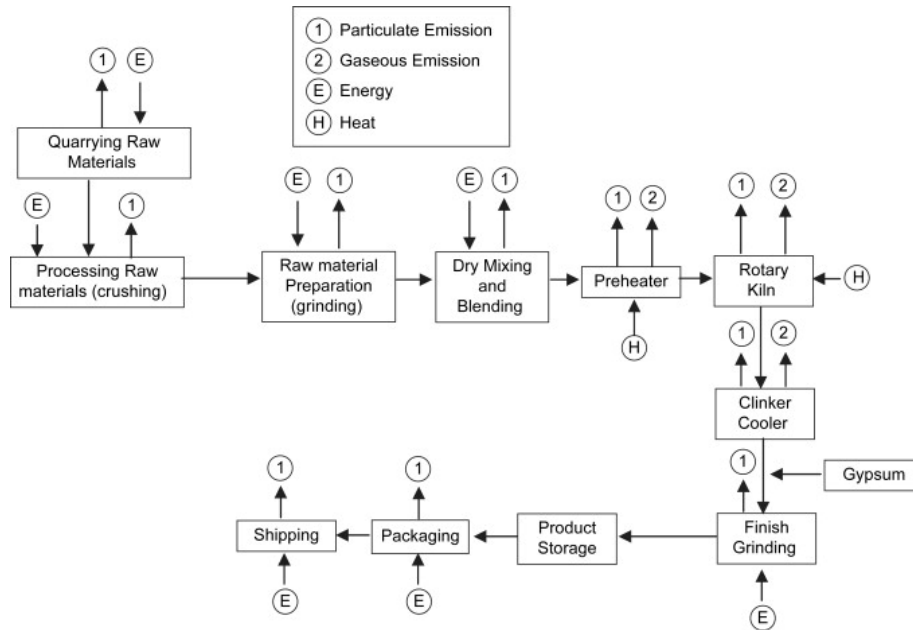 1 Particulate Emission
2 Gaseous Emission
E Energy
H Heat
1 E
Quarrying Raw
Materials
E 1
Processing Raw
materials (crushing)
E 1
Raw material
Preparation
(grinding)
E 1
Dry Mixing
and
Blending
1 2
Preheater
H
1 2
Rotary
Kiln
H
1 2
Clinker
Cooler
Gypsum
1
Finish
Grinding
E
Product
Storage
1
Packaging
E
1
Shipping
E